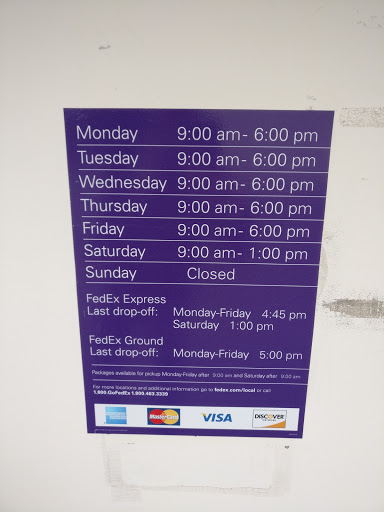 Monday 9:00 am - 6:00 pm
Tuesday 9:00 am - 6:00 pm
Wednesday 9:00 am - 6:00 pm
Thursday 9:00 am - 6:00 pm
Friday 9:00 am - 6:00 pm
Saturday 9:00 am - 1:00 pm
Sunday Closed
FedEx Express
Last drop-off: Monday-Friday 4:45 pm
Saturday 1:00 pm
FedEx Ground
Last drop-off: Monday-Friday 5:00 pm
Packages available for pickup Monday-Friday after 9:00 am and Saturday after 9:00 am
For more locations and additional information go to fedex.com/local or call
1.800.GoFedEx 1.800.463.3339
AMERICAN EXPRESS MasterCard VISA DISCOVER
NETWORK